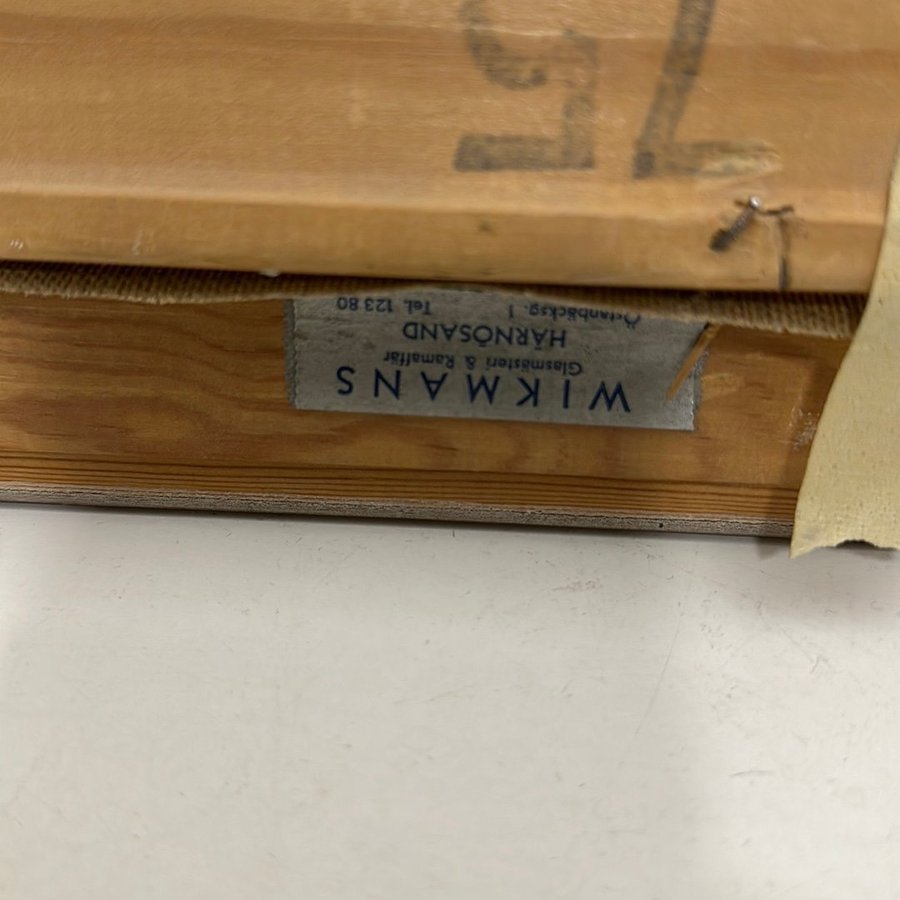 WIKMANS
Glasmästeri & Ramaffär
HÄRNÖSAND
Östanbäcksg. 1 Tel. 123 80